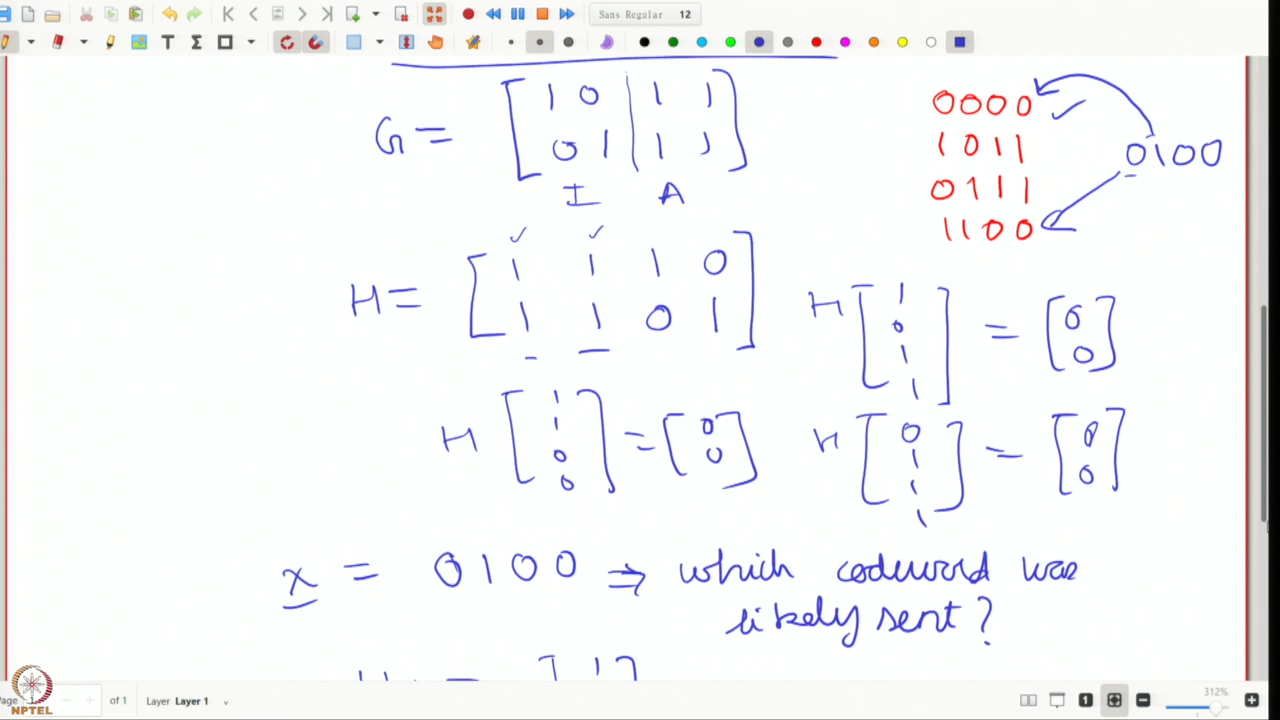 Sans Regular 12
G = [ 1 0 | 1 1
0 1 | 1 1 ]
I A
0000
1011
0111
1100
0100
H = [ 1 1 1 0
1 1 0 1 ]
H [ 1 0 1 1 ] = [ 0 0 ]
H [ 1 1 0 0 ] = [ 0 0 ]
H [ 0 1 1 1 ] = [ 0 0 ]
x = 0100 ⇒ which codeword was
likely sent?
NPTEL
Page 1 of 1 Layer Layer 1
312%